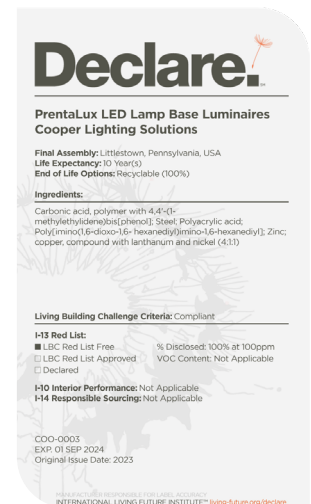 Declare.
PrentaLux LED Lamp Base Luminaires
Cooper Lighting Solutions
Final Assembly: Littlestown, Pennsylvania, USA
Life Expectancy: 10 Year(s)
End of Life Options: Recyclable (100%)
Ingredients:
Carbonic acid, polymer with 4,4'-(1-
methylethylidene)bis[phenol]; Steel; Polyacrylic acid;
Poly[imino(1,6-dioxo-1,6- hexanediyl)imino-1,6-hexanediyl]; Zinc;
copper, compound with lanthanum and nickel (4:1:1)
Living Building Challenge Criteria: Compliant
I-13 Red List:
LBC Red List Free % Disclosed: 100% at 100ppm
LBC Red List Approved VOC Content: Not Applicable
Declared
I-10 Interior Performance: Not Applicable
I-14 Responsible Sourcing: Not Applicable
COO-0003
EXP. 01 SEP 2024
Original Issue Date: 2023
MANUFACTURER RESPONSIBLE FOR LABEL ACCURACY
INTERNATIONAL LIVING FUTURE INSTITUTE™ living-future.org/declare